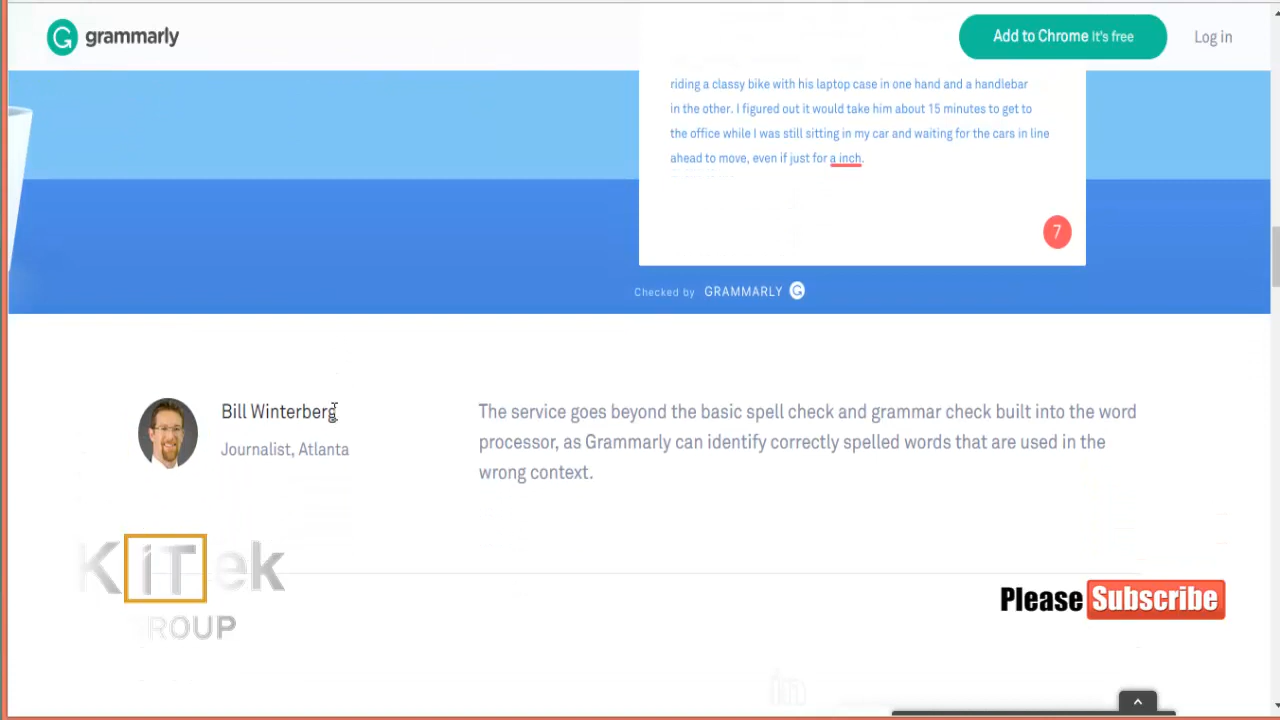 grammarly
Add to Chrome It's free
Log in
riding a classy bike with his laptop case in one hand and a handlebar
in the other. I figured out it would take him about 15 minutes to get to
the office while I was still sitting in my car and waiting for the cars in line
ahead to move, even if just for a inch.
7
Checked by GRAMMARLY G
Bill Winterberg
Journalist, Atlanta
The service goes beyond the basic spell check and grammar check built into the word
processor, as Grammarly can identify correctly spelled words that are used in the
wrong context.
KiTek
GROUP
Please Subscribe
in